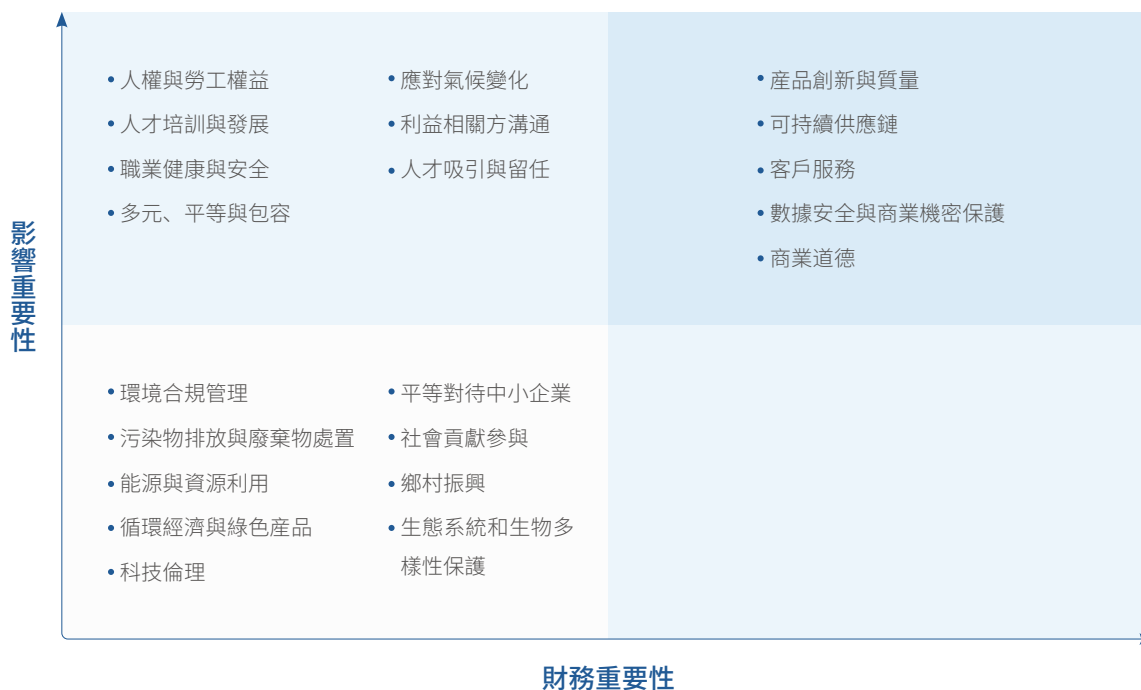 影響重要性
• 人權與勞工權益
• 人才培訓與發展
• 職業健康與安全
• 多元、平等與包容
• 應對氣候變化
• 利益相關方溝通
• 人才吸引與留任
• 産品創新與質量
• 可持續供應鏈
• 客戶服務
• 數據安全與商業機密保護
• 商業道德
• 環境合規管理
• 污染物排放與廢棄物處置
• 能源與資源利用
• 循環經濟與綠色産品
• 科技倫理
• 平等對待中小企業
• 社會貢獻參與
• 鄉村振興
• 生態系統和生物多
樣性保護
財務重要性